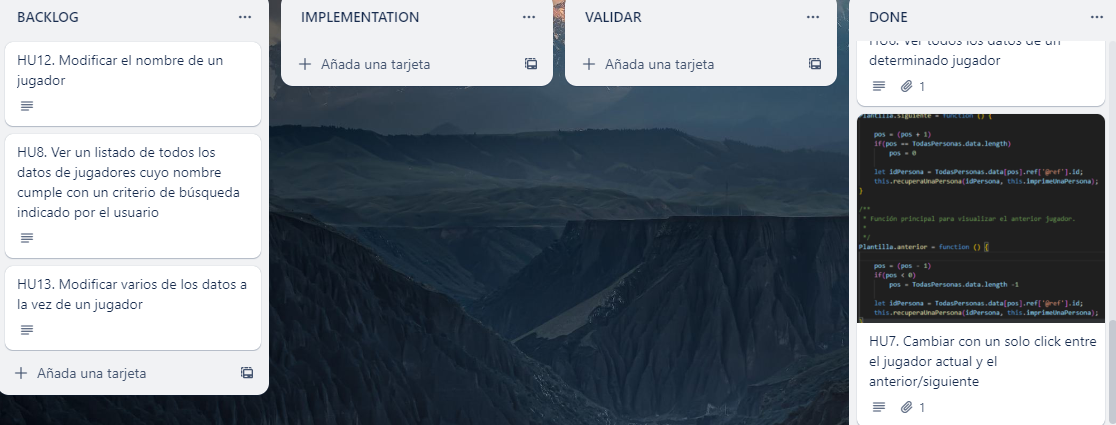 BACKLOG
HU12. Modificar el nombre de un
jugador
HU8. Ver un listado de todos los
datos de jugadores cuyo nombre
cumple con un criterio de búsqueda
indicado por el usuario
HU13. Modificar varios de los datos a
la vez de un jugador
Añada una tarjeta
IMPLEMENTATION
Añada una tarjeta
VALIDAR
Añada una tarjeta
DONE
HU6. Ver todos los datos de un
determinado jugador
1
Plantilla.siguiente = function () {
pos = (pos + 1)
if(pos == TodasPersonas.data.length)
pos = 0
let idPersona = TodasPersonas.data[pos].ref['@ref'].id;
this.recuperaUnaPersona(idPersona, this.imprimeUnaPersona);
}
/**
* Función principal para visualizar el anterior jugador.
*
*/
Plantilla.anterior = function () {
pos = (pos - 1)
if(pos < 0)
pos = TodasPersonas.data.length -1
let idPersona = TodasPersonas.data[pos].ref['@ref'].id;
this.recuperaUnaPersona(idPersona, this.imprimeUnaPersona);
}
HU7. Cambiar con un solo click entre
el jugador actual y el
anterior/siguiente
1